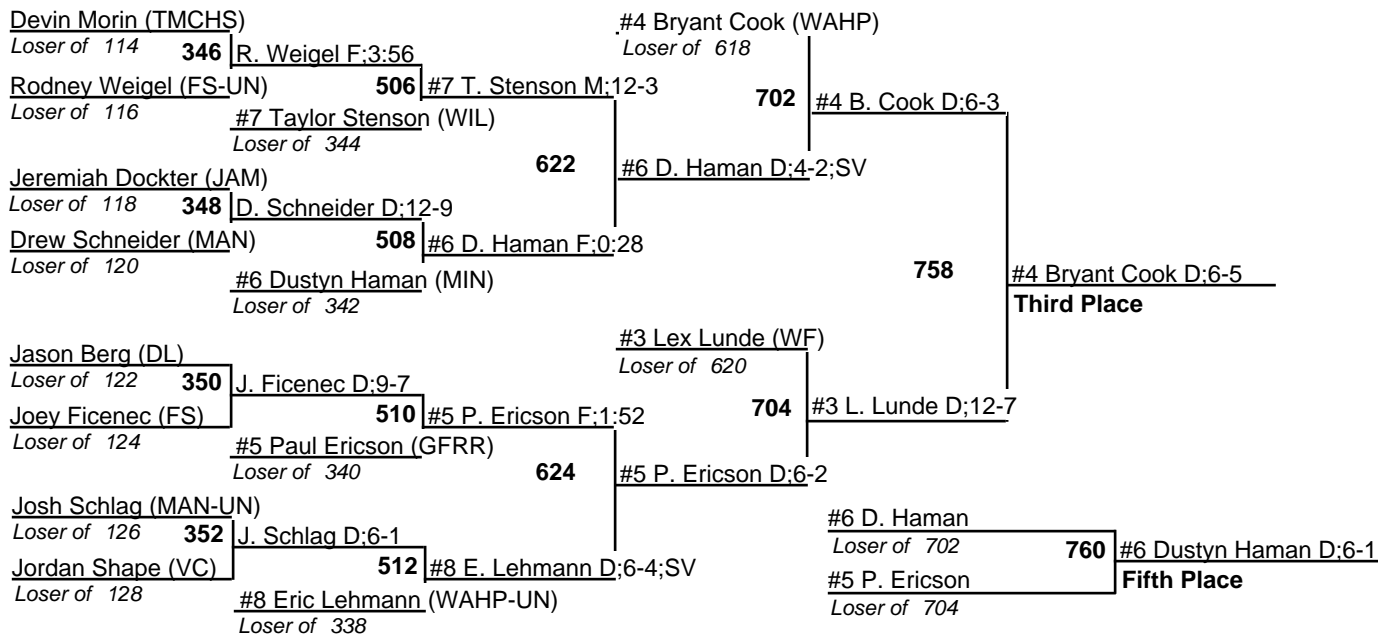 Devin Morin (TMCHS)
Loser of 114
346
R. Weigel F;3:56
Rodney Weigel (FS-UN)
Loser of 116
506
#7 T. Stenson M;12-3
#7 Taylor Stenson (WIL)
Loser of 344
622
#6 D. Haman D;4-2;SV
Jeremiah Dockter (JAM)
Loser of 118
348
D. Schneider D;12-9
Drew Schneider (MAN)
Loser of 120
508
#6 D. Haman F;0:28
#6 Dustyn Haman (MIN)
Loser of 342
#4 Bryant Cook (WAHP)
Loser of 618
702
#4 B. Cook D;6-3
758
#4 Bryant Cook D;6-5
Third Place
Jason Berg (DL)
Loser of 122
350
J. Ficenec D;9-7
Joey Ficenec (FS)
Loser of 124
510
#5 P. Ericson F;1:52
#5 Paul Ericson (GFRR)
Loser of 340
624
#5 P. Ericson D;6-2
#3 Lex Lunde (WF)
Loser of 620
704
#3 L. Lunde D;12-7
Josh Schlag (MAN-UN)
Loser of 126
352
J. Schlag D;6-1
Jordan Shape (VC)
Loser of 128
512
#8 E. Lehmann D;6-4;SV
#8 Eric Lehmann (WAHP-UN)
Loser of 338
#6 D. Haman
Loser of 702
760
#6 Dustyn Haman D;6-1
Fifth Place
#5 P. Ericson
Loser of 704